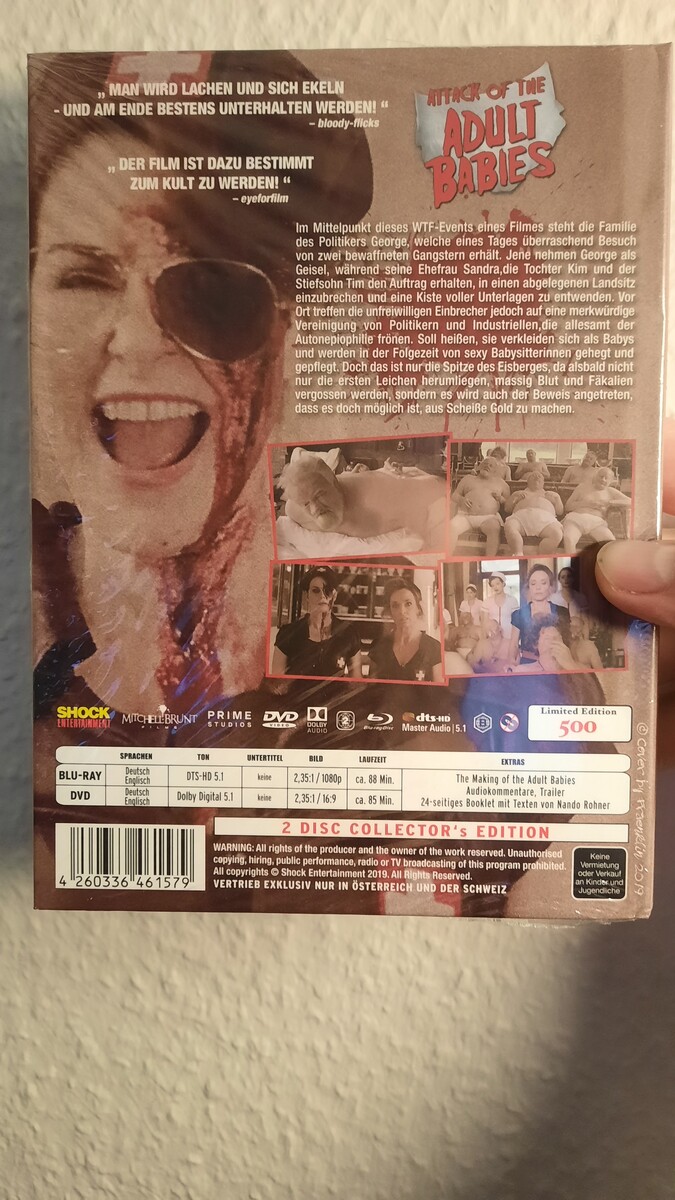 „ MAN WIRD LACHEN UND SICH EKELN
- UND AM ENDE BESTENS UNTERHALTEN WERDEN! “
– bloody-flicks
„ DER FILM IST DAZU BESTIMMT
ZUM KULT ZU WERDEN! “
– eyeforfilm
ATTACK OF THE
ADULT
BABIES
Im Mittelpunkt dieses WTF-Events eines Filmes steht die Familie
des Politikers George, welche eines Tages überraschend Besuch
von zwei bewaffneten Gangstern erhält. Jene nehmen George als
Geisel, während seine Ehefrau Sandra,die Tochter Kim und der
Stiefsohn Tim den Auftrag erhalten, in einen abgelegenen Landsitz
einzubrechen und eine Kiste voller Unterlagen zu entwenden. Vor
Ort treffen die unfreiwilligen Einbrecher jedoch auf eine merkwürdige
Vereinigung von Politikern und Industriellen,die allesamt der
Autonepiophilie frönen. Soll heißen, sie verkleiden sich als Babys
und werden in der Folgezeit von sexy Babysitterinnen gehegt und
gepflegt. Doch das ist nur die Spitze des Eisberges, da alsbald nicht
nur die ersten Leichen herumliegen, massig Blut und Fäkalien
vergossen werden, sondern es wird auch der Beweis angetreten,
dass es doch möglich ist, aus Scheiße Gold zu machen.
SHOCK
ENTERTAINMENT
MITCHELL-BRUNT
FILMS
PRIME
STUDIOS
DVD
VIDEO
DOLBY
AUDIO
2
Blu-ray Disc
dts-HD
Master Audio 5.1
B
Limited Edition
500
SPRACHEN TON UNTERTITEL BILD LAUFZEIT EXTRAS
BLU-RAY Deutsch Englisch DTS-HD 5.1 keine 2,35:1 / 1080p ca. 88 Min.
DVD Deutsch Englisch Dolby Digital 5.1 keine 2,35:1 / 16:9 ca. 85 Min.
The Making of the Adult Babies
Audiokommentare, Trailer
24-seitiges Booklet mit Texten von Nando Rohner
2 DISC COLLECTOR's EDITION
WARNING: All rights of the producer and the owner of the work reserved. Unauthorised
copying, hiring, public performance, radio or TV broadcasting of this program prohibited.
All copyrights © Shock Entertainment 2019. All Rights Reserved.
VERTRIEB EXKLUSIV NUR IN ÖSTERREICH UND DER SCHWEIZ
4 260336 461579
Keine
Vermietung
oder Verkauf
an Kinder und
Jugendliche
© Cover by 2019